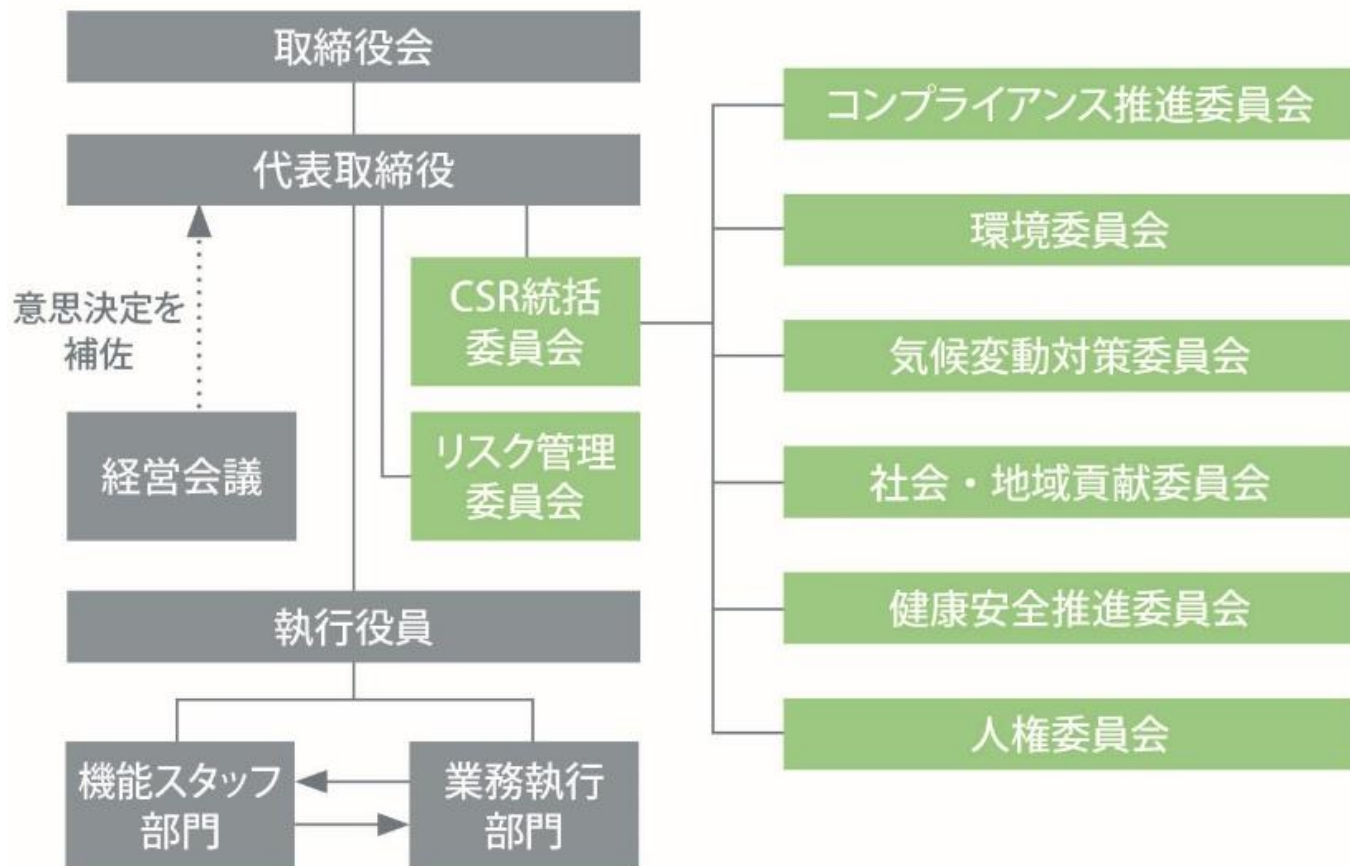 取締役会
代表取締役
意思決定を
補佐
経営会議
CSR統括
委員会
リスク管理
委員会
執行役員
機能スタッフ
部門
業務執行
部門
コンプライアンス推進委員会
環境委員会
気候変動対策委員会
社会・地域貢献委員会
健康安全推進委員会
人権委員会